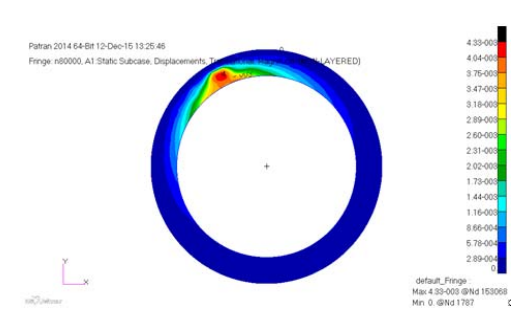 Patran 2014 64-Bit 12-Dec-15 13:25:46
Fringe: n80000, A1:Static Subcase, Displacements, (NON-LAYERED)
4.33-003
4.04-003
3.75-003
3.47-003
3.18-003
2.89-003
2.60-003
2.31-003
2.02-003
1.73-003
1.44-003
1.16-003
8.66-004
5.78-004
2.89-004
0.
default_Fringe :
Max 4.33-003 @Nd 153068
Min 0. @Nd 1787
Y
X